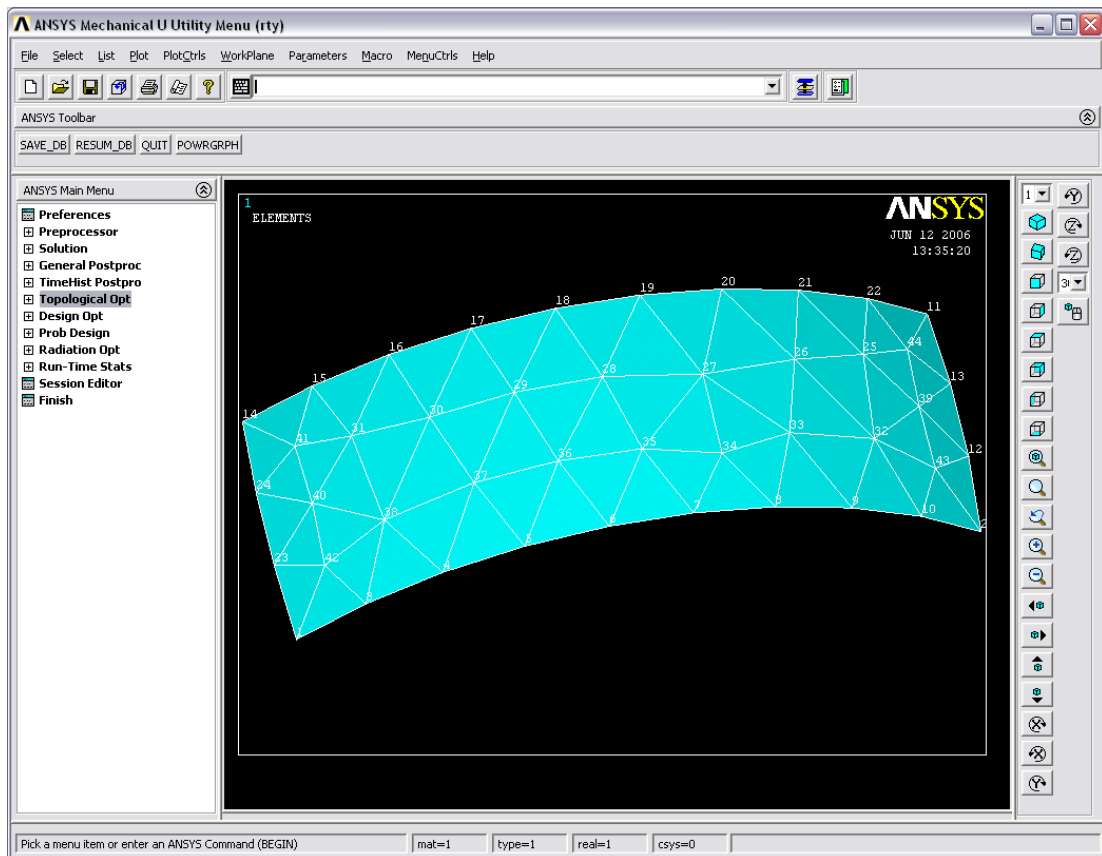 ANSYS Mechanical U Utility Menu (rty)
File Select List Plot PlotCtrls WorkPlane Parameters Macro MenuCtrls Help
ANSYS Toolbar
SAVE_DB RESUM_DB QUIT POWRGRPH
ANSYS Main Menu
Preferences
Preprocessor
Solution
General Postproc
TimeHist Postpro
Topological Opt
Design Opt
Prob Design
Radiation Opt
Run-Time Stats
Session Editor
Finish
1
ELEMENTS
ANSYS
JUN 12 2006
13:35:20
20 21
19 22
18 11
17
16 44
25
26
15 27 13
28
29 39
14 30
31 33 32 12
41 35 34
36 43
37
24 40
38 7 8 9 10
6 2
5
23 42 4
3
1
1
Y
Z
Z
X
X
Y
Pick a menu item or enter an ANSYS Command (BEGIN) mat=1 type=1 real=1 csys=0